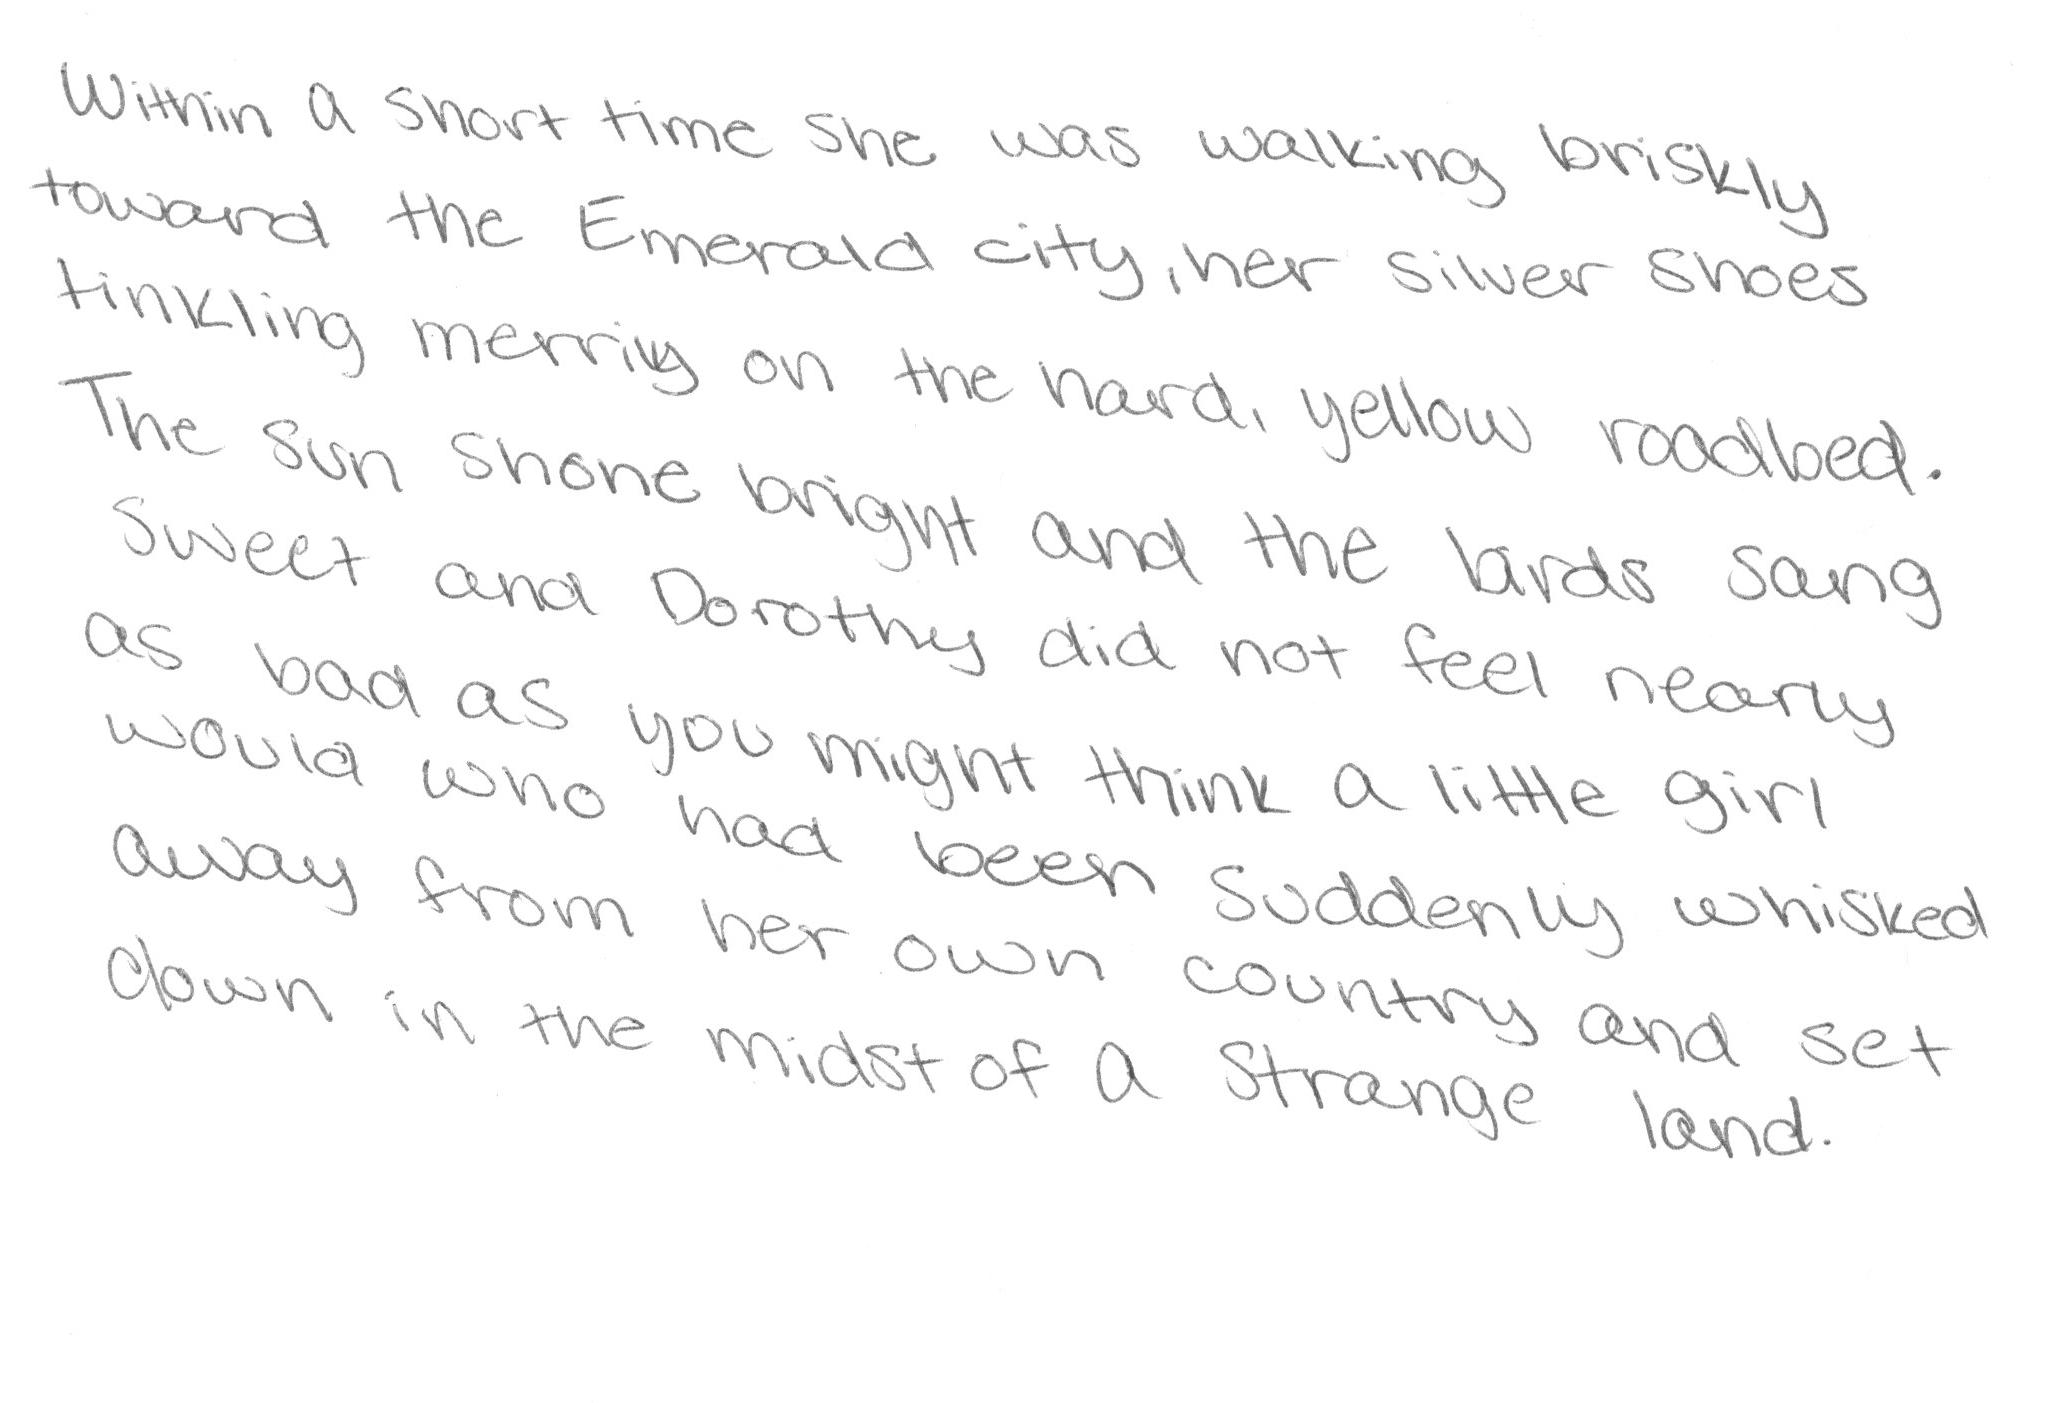 Within a short time she was walking briskly
toward the Emerald city, her silver shoes
tinkling merrily on the hard, yellow roadbed.
The sun shone bright and the birds sang
sweet and Dorothy did not feel nearly
as bad as you might think a little girl
would who had been suddenly whisked
away from her own country and set
down in the midst of a strange land.